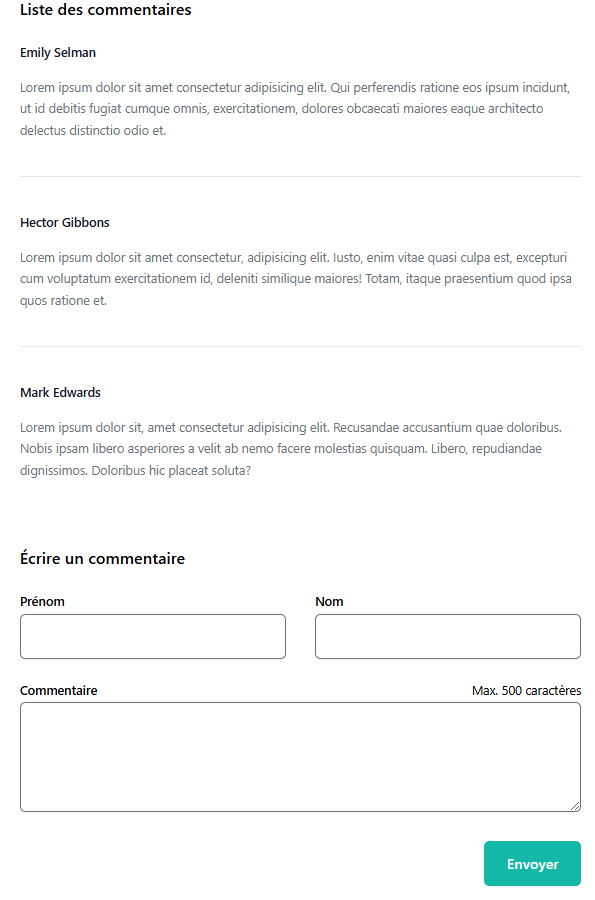 Liste des commentaires
Emily Selman
Lorem ipsum dolor sit amet consectetur adipisicing elit. Qui perferendis ratione eos ipsum incidunt,
ut id debitis fugiat cumque omnis, exercitationem, dolores obcaecati maiores eaque architecto
delectus distinctio odio et.
Hector Gibbons
Lorem ipsum dolor sit amet consectetur, adipisicing elit. Iusto, enim vitae quasi culpa est, excepturi
cum voluptatum exercitationem id, deleniti similique maiores! Totam, itaque praesentium quod ipsa
quos ratione et.
Mark Edwards
Lorem ipsum dolor sit, amet consectetur adipisicing elit. Recusandae accusantium quae doloribus.
Nobis ipsam libero asperiores a velit ab nemo facere molestias quisquam. Libero, repudiandae
dignissimos. Doloribus hic placeat soluta?
Écrire un commentaire
Prénom Nom
Commentaire Max. 500 caractères
Envoyer